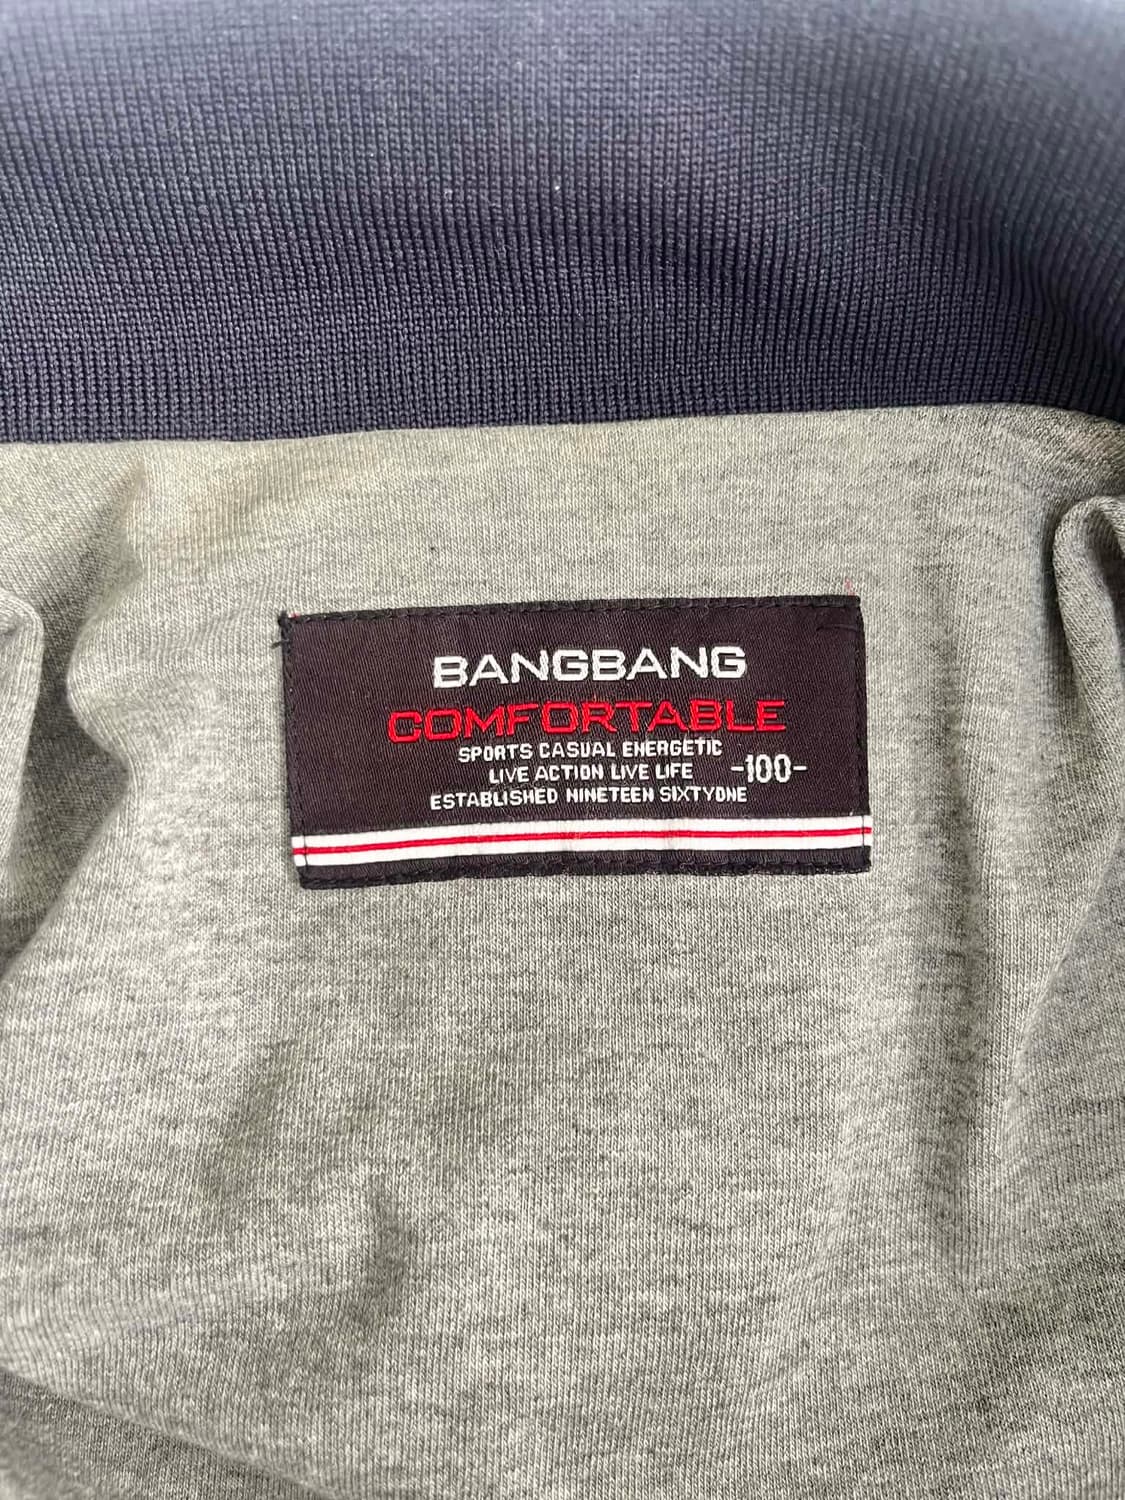 BANGBANG
COMFORTABLE
SPORTS CASUAL ENERGETIC
LIVE ACTION LIVE LIFE -100-
ESTABLISHED NINETEEN SIXTYONE